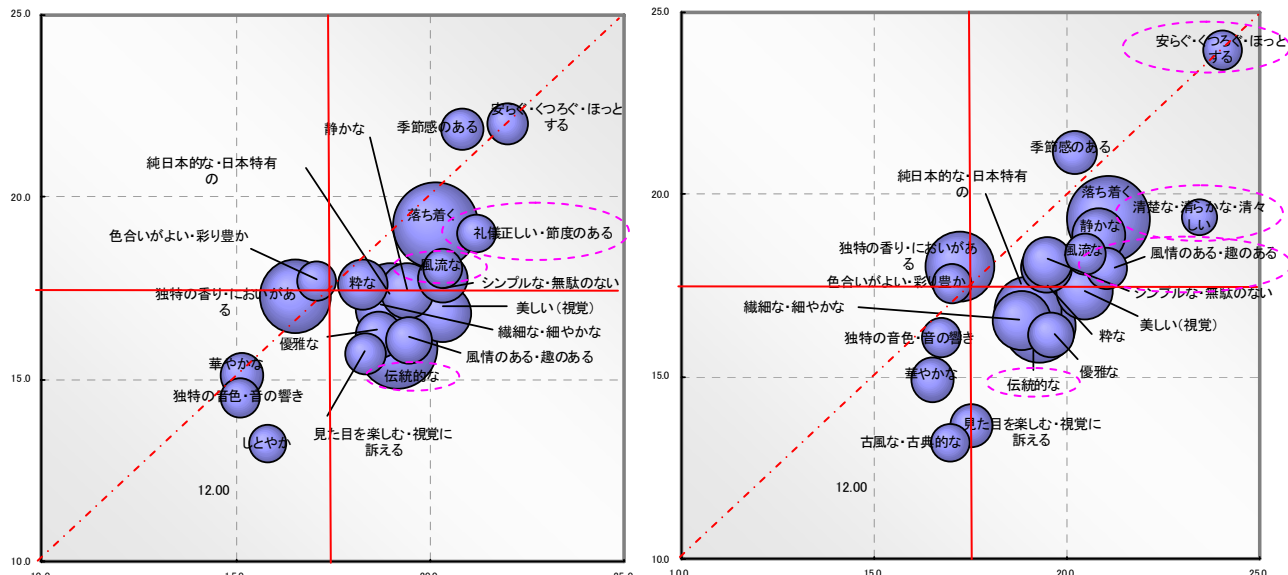 25.0
安らぐ・くつろぐ・ほっと
する
季節感のある
静かな
純日本的な・日本特有
の
20.0
落ち着く
礼儀正しい・節度のある
色合いがよい・彩り豊か
風流な
粋な
シンプルな・無駄のない
独特の香り・においがあ
る
美しい（視覚）
繊細な・細やかな
優雅な
風情のある・趣のある
華やかな
15.0
伝統的な
独特の音色・音の響き
見た目を楽しむ・視覚に
訴える
しとやか
12.00
10.0
10.0
15.0
20.0
25.0
25.0
安らぐ・くつろぐ・ほっと
する
季節感のある
純日本的な・日本特有
の
20.0
落ち着く
清楚な・清らかな・清々
しい
静かな
独特の香り・においがあ
る
風流な
風情のある・趣のある
色合いがよい・彩り豊か
シンプルな・無駄のない
繊細な・細やかな
美しい（視覚）
粋な
独特の音色・音の響き
優雅な
15.0
華やかな
伝統的な
見た目を楽しむ・視覚に
訴える
古風な・古典的な
12.00
10.0
10.0
15.0
20.0
25.0